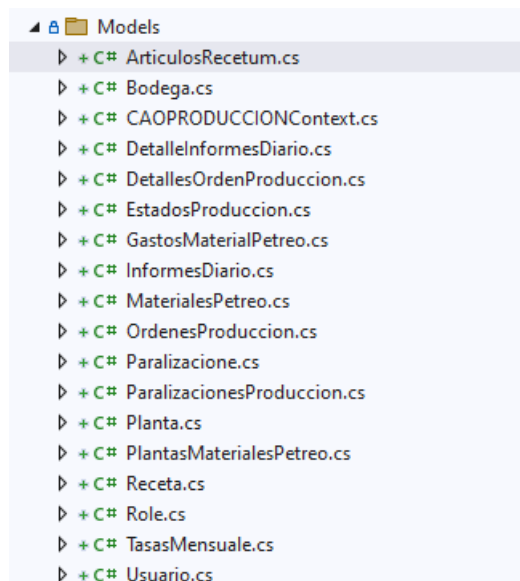 Models
+ C# ArticulosRecetum.cs
+ C# Bodega.cs
+ C# CAOPRODUCCIONContext.cs
+ C# DetalleInformesDiario.cs
+ C# DetallesOrdenProduccion.cs
+ C# EstadosProduccion.cs
+ C# GastosMaterialPetreo.cs
+ C# InformesDiario.cs
+ C# MaterialesPetreo.cs
+ C# OrdenesProduccion.cs
+ C# Paralizacione.cs
+ C# ParalizacionesProduccion.cs
+ C# Planta.cs
+ C# PlantasMaterialesPetreo.cs
+ C# Receta.cs
+ C# Role.cs
+ C# TasasMensuale.cs
+ C# Usuario.cs